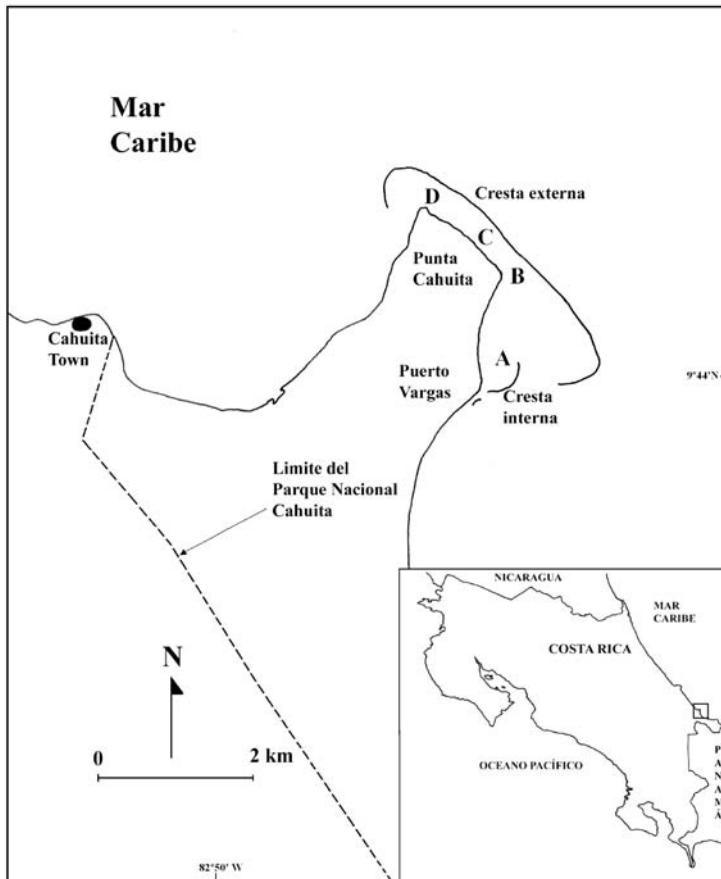 Mar
Caribe
D
Cresta externa
C
Punta
Cahuita
B
Cahuita
Town
A
Puerto
Vargas
9°44'N
Cresta
interna
Limite del
Parque Nacional
Cahuita
N
0
2 km
82°50' W
NICARAGUA
MAR
CARIBE
COSTA RICA
OCEANO PACÍFICO
P
A
N
A
M
Á